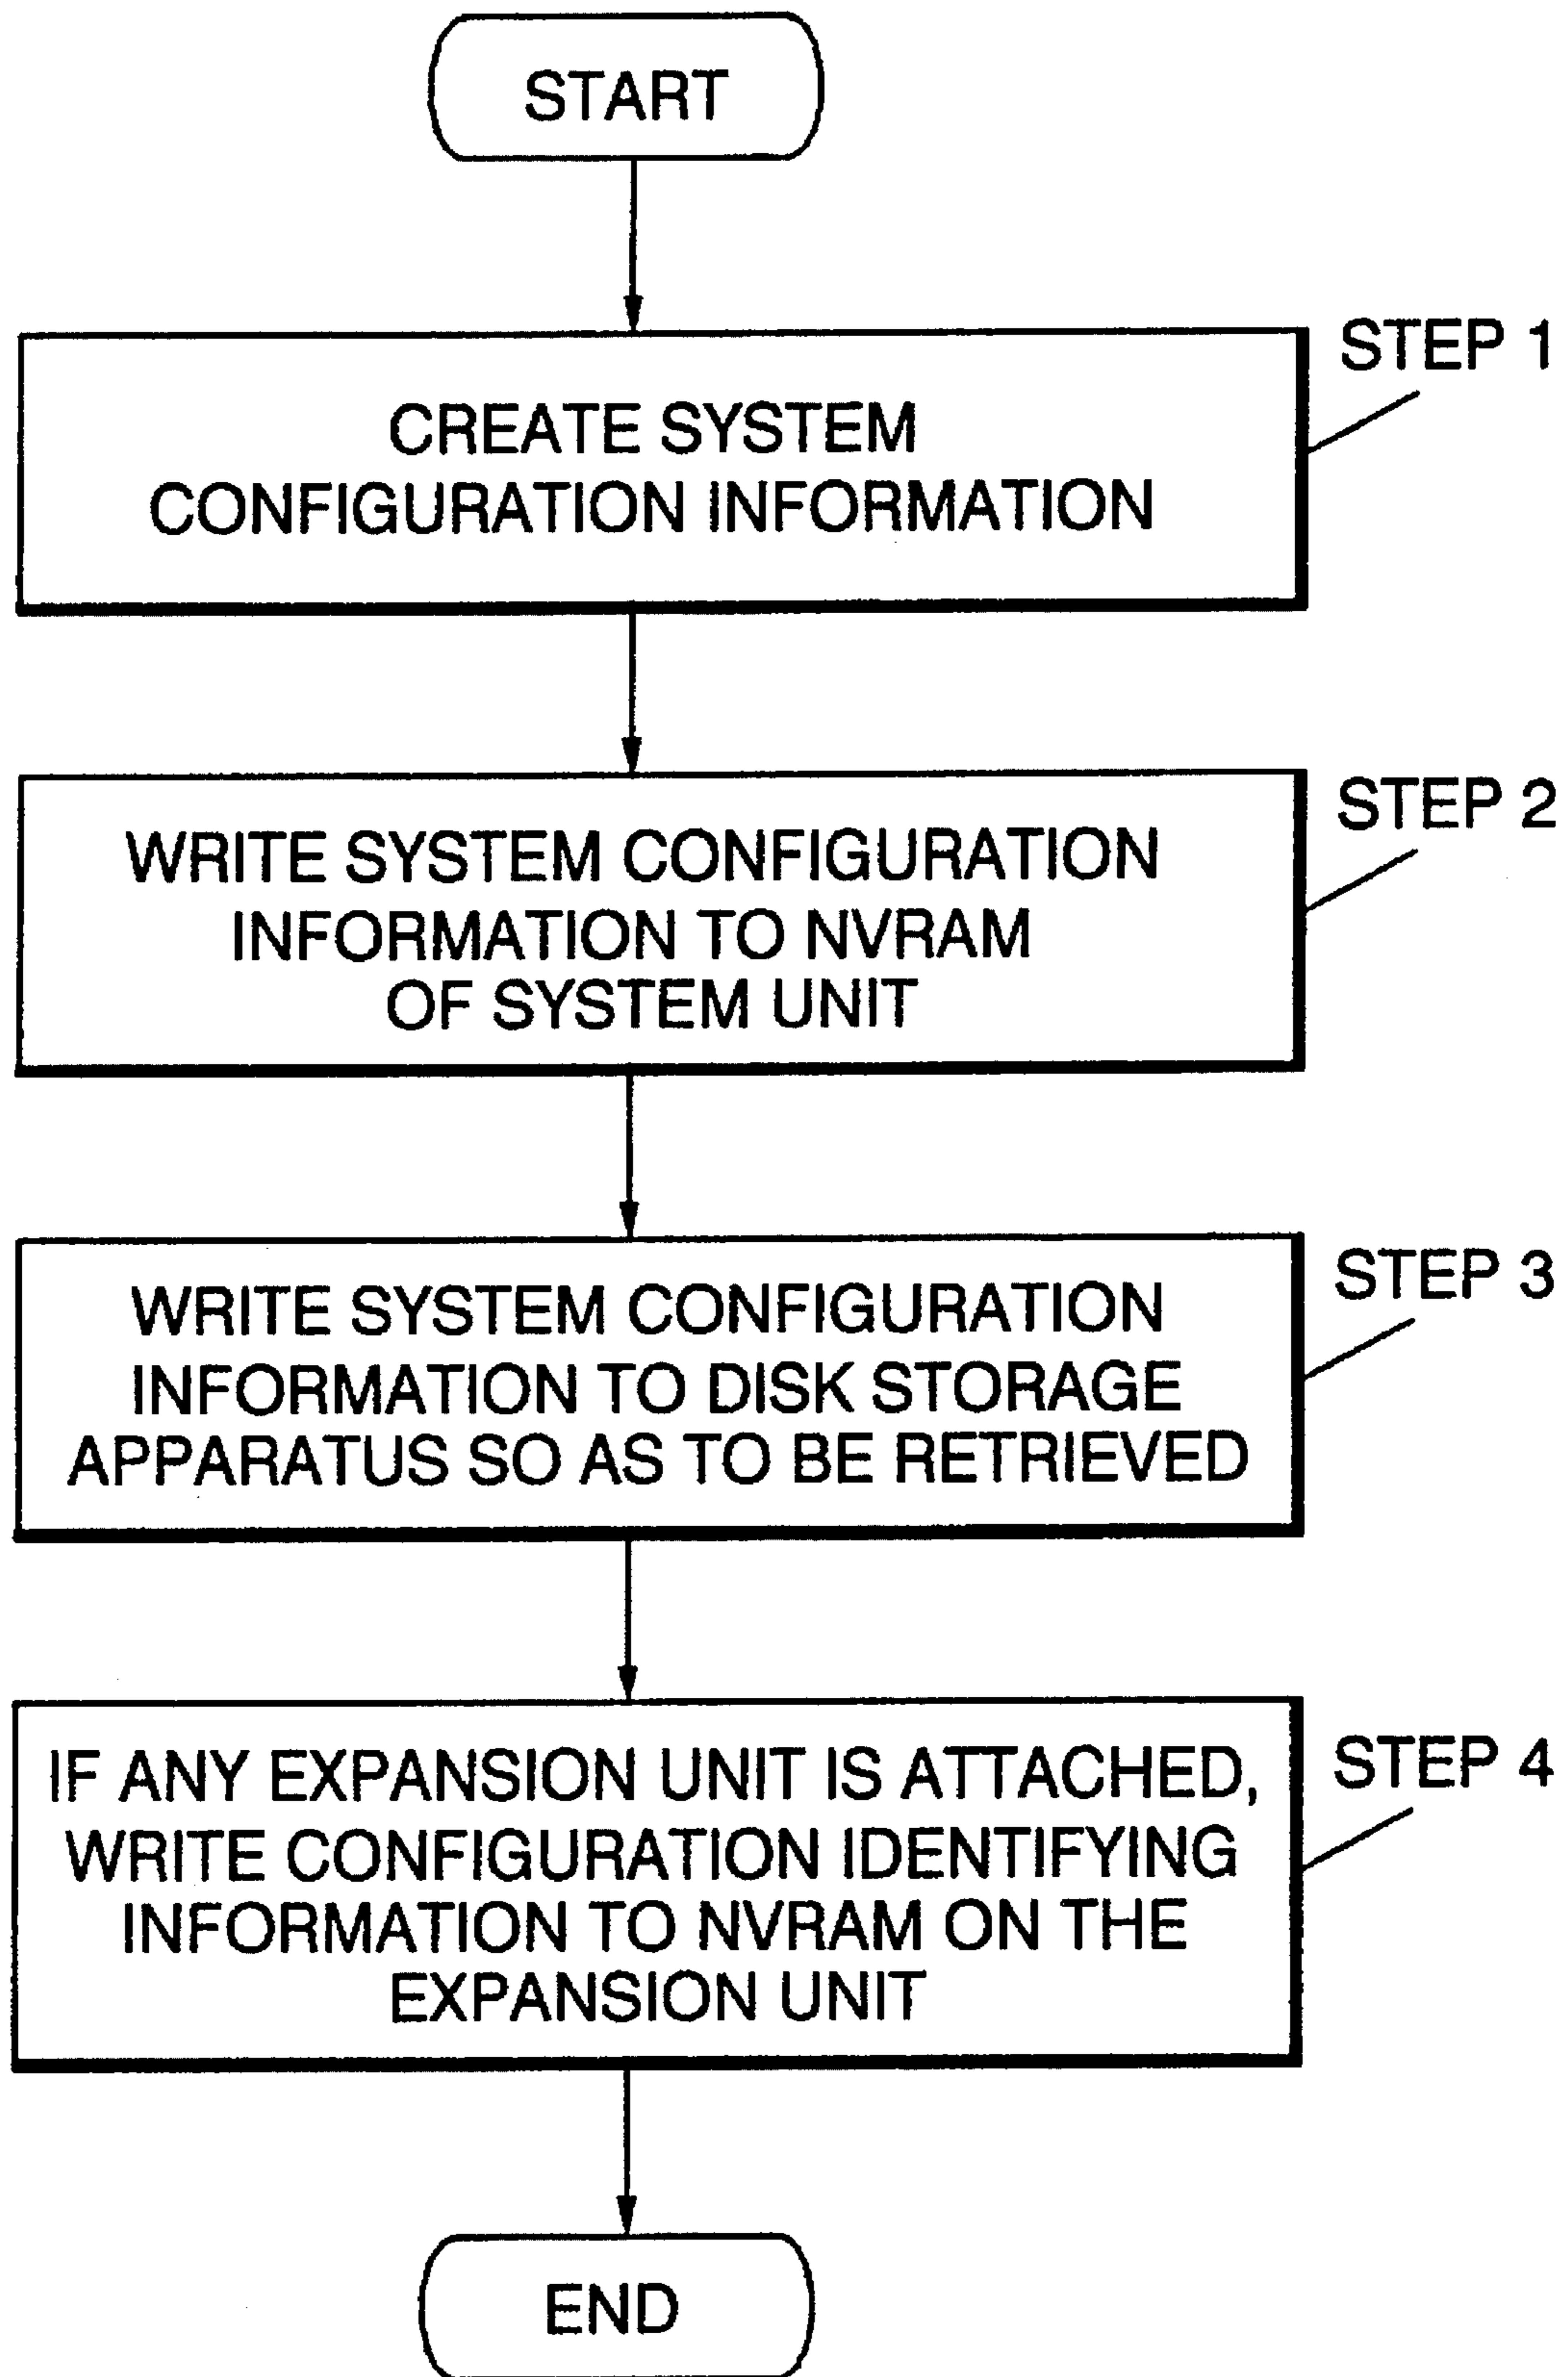 START
STEP 1
CREATE SYSTEM
CONFIGURATION INFORMATION
STEP 2
WRITE SYSTEM CONFIGURATION
INFORMATION TO NVRAM
OF SYSTEM UNIT
STEP 3
WRITE SYSTEM CONFIGURATION
INFORMATION TO DISK STORAGE
APPARATUS SO AS TO BE RETRIEVED
STEP 4
IF ANY EXPANSION UNIT IS ATTACHED,
WRITE CONFIGURATION IDENTIFYING
INFORMATION TO NVRAM ON THE
EXPANSION UNIT
END